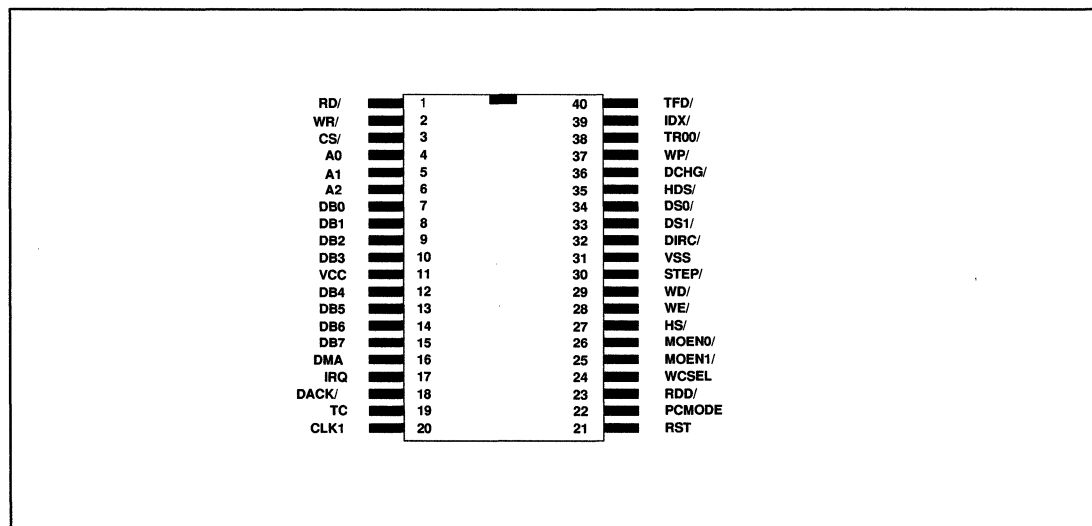 RD/ 1 40 TFD/
WR/ 2 39 IDX/
CS/ 3 38 TR00/
A0 4 37 WP/
A1 5 36 DCHG/
A2 6 35 HDS/
DB0 7 34 DS0/
DB1 8 33 DS1/
DB2 9 32 DIRC/
DB3 10 31 VSS
VCC 11 30 STEP/
DB4 12 29 WD/
DB5 13 28 WE/
DB6 14 27 HS/
DB7 15 26 MOEN0/
DMA 16 25 MOEN1/
IRQ 17 24 WCSEL
DACK/ 18 23 RDD/
TC 19 22 PCMODE
CLK1 20 21 RST